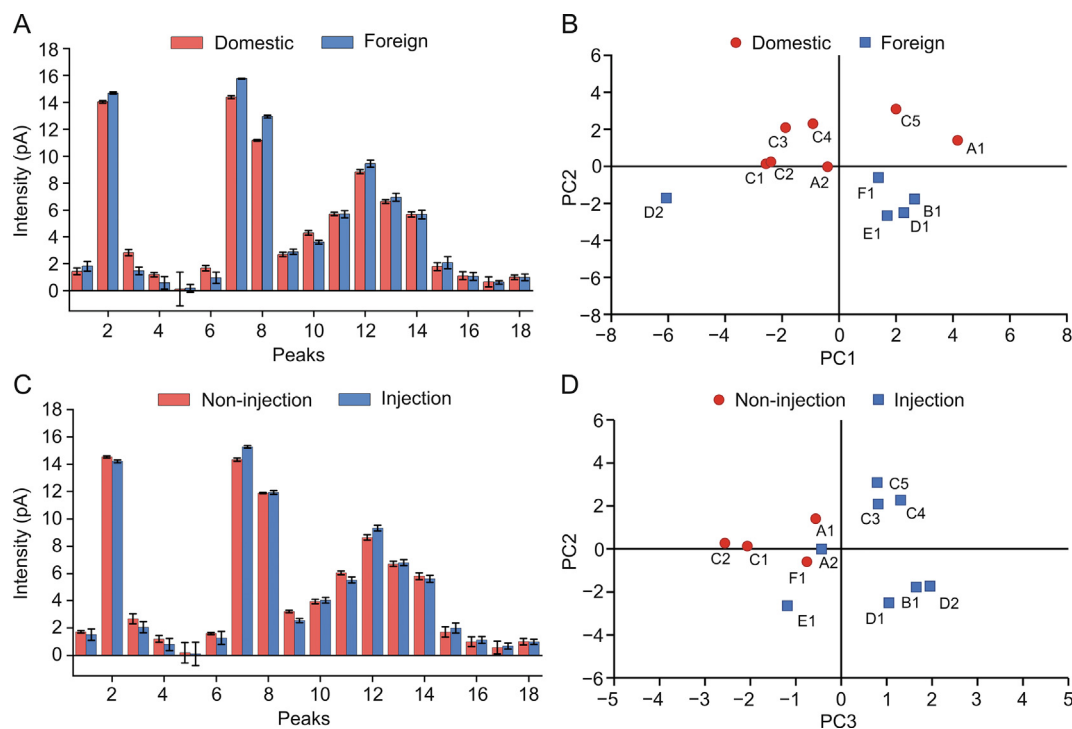 A
Domestic Foreign
18
16
14
12
10
8
6
4
2
0
Intensity (pA)
2 4 6 8 10 12 14 16 18
Peaks
B
Domestic Foreign
6
4
2
0
−2
−4
−6
−8
PC2
C3 C4 C5 A1
C1 C2 A2
D2 F1 B1
E1 D1
−8 −6 −4 −2 0 2 4 6 8
PC1
C
Non-injection Injection
18
16
14
12
10
8
6
4
2
0
Intensity (pA)
2 4 6 8 10 12 14 16 18
Peaks
D
Non-injection Injection
6
4
2
0
−2
−4
−6
PC2
C5
C3 C4
A1
C2 C1 A2
F1
E1 D1 B1 D2
−5 −4 −3 −2 −1 0 1 2 3 4 5
PC3